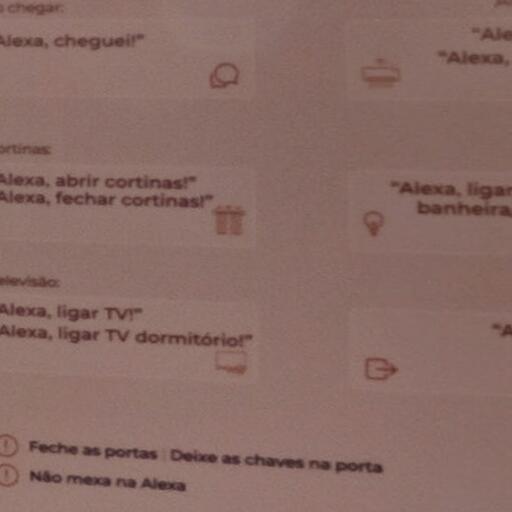 chegar:
Alexa, cheguei!"
cortinas:
Alexa, abrir cortinas!"
Alexa, fechar cortinas!"
elevisão:
Alexa, ligar TV!"
Alexa, ligar TV dormitório!"
"Ale
"Alexa,
"Alexa, ligar
banheira
"A
Feche as portas | Deixe as chaves na porta
Não mexa na Alexa